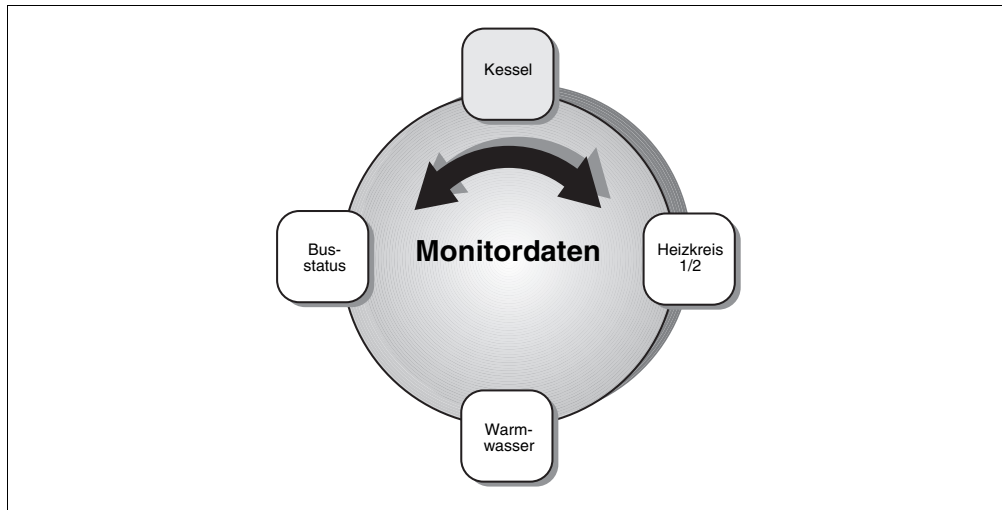 Kessel
Bus-
status
Monitordaten
Heizkreis
1/2
Warm-
wasser